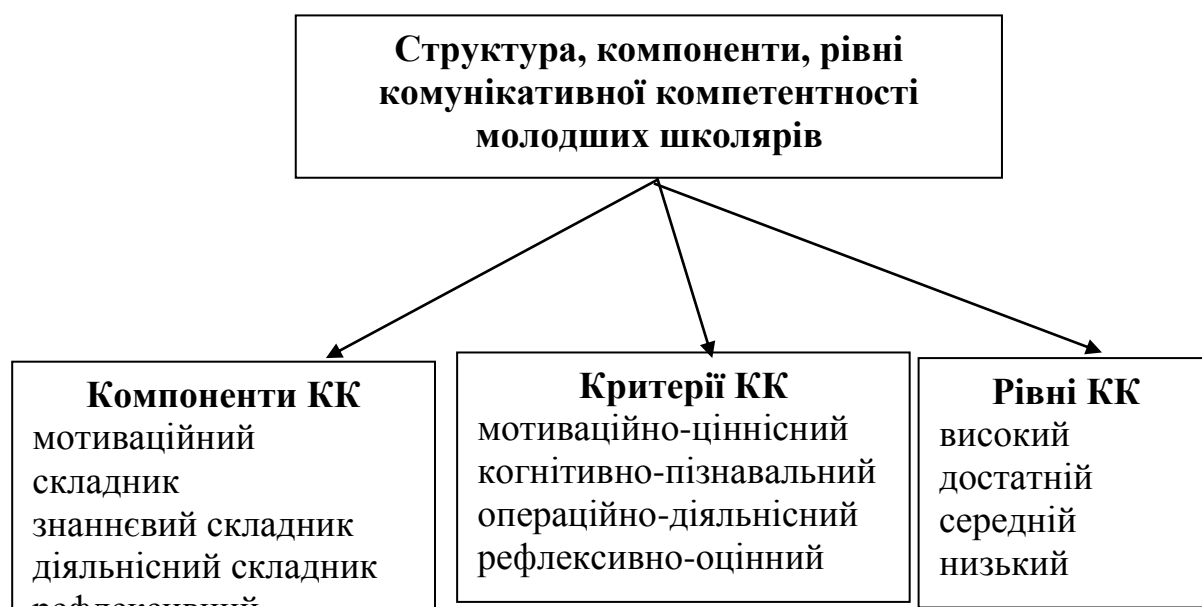 Структура, компоненти, рівні
комунікативної компетентності
молодших школярів
Компоненти КК
мотиваційний
складник
знаннєвий складник
діяльнісний складник
рефлексивний
Критерії КК
мотиваційно-ціннісний
когнітивно-пізнавальний
операційно-діяльнісний
рефлексивно-оцінний
Рівні КК
високий
достатній
середній
низький